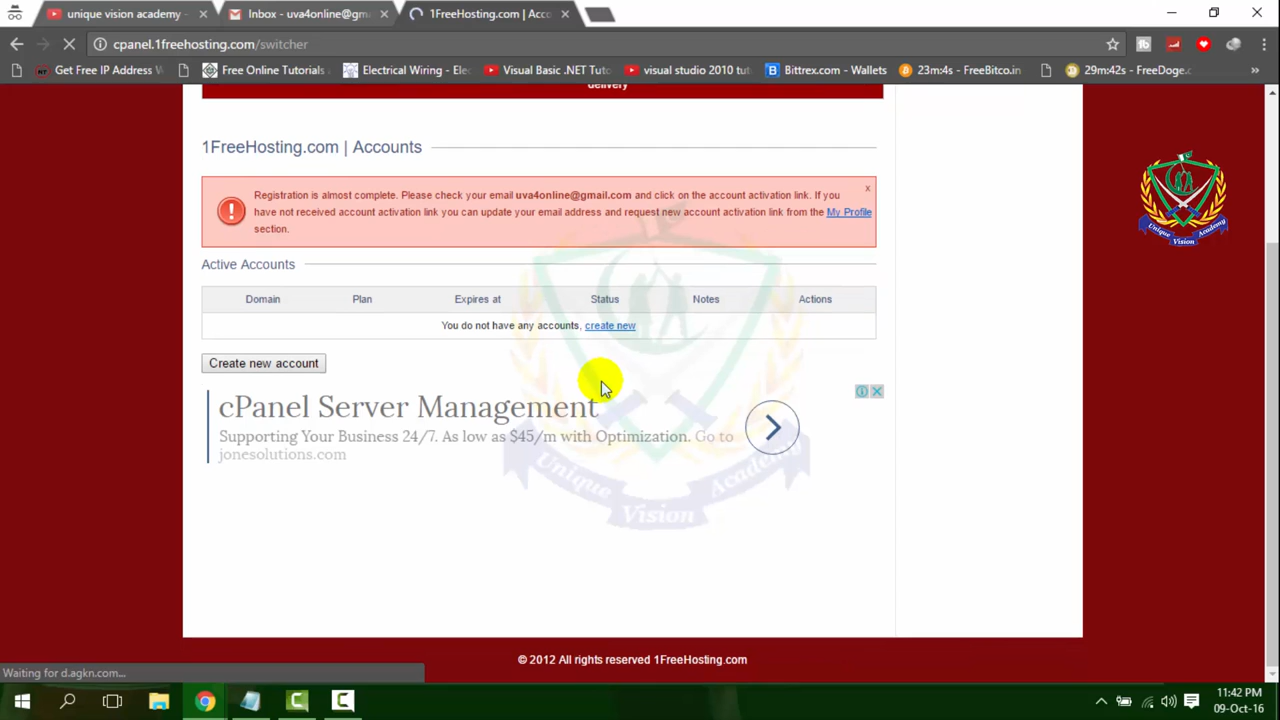 unique vision academy -
Inbox - uva4online@gm
1FreeHosting.com | Acco
cpanel.1freehosting.com/switcher
Get Free IP Address W
Free Online Tutorials
Electrical Wiring - Elec
Visual Basic .NET Tuto
visual studio 2010 tut
Bittrex.com - Wallets
23m:4s - FreeBitco.in
29m:42s - FreeDoge.c
delivery
1FreeHosting.com | Accounts
Registration is almost complete. Please check your email uva4online@gmail.com and click on the account activation link. If you
have not received account activation link you can update your email address and request new account activation link from the My Profile
section.
x
Active Accounts
Domain Plan Expires at Status Notes Actions
You do not have any accounts, create new
Create new account
cPanel Server Management
Supporting Your Business 24/7. As low as $45/m with Optimization. Go to
jonesolutions.com
Unique Vision Academy
Unique Vision Academy
© 2012 All rights reserved 1FreeHosting.com
Waiting for d.agkn.com...
11:42 PM
09-Oct-16